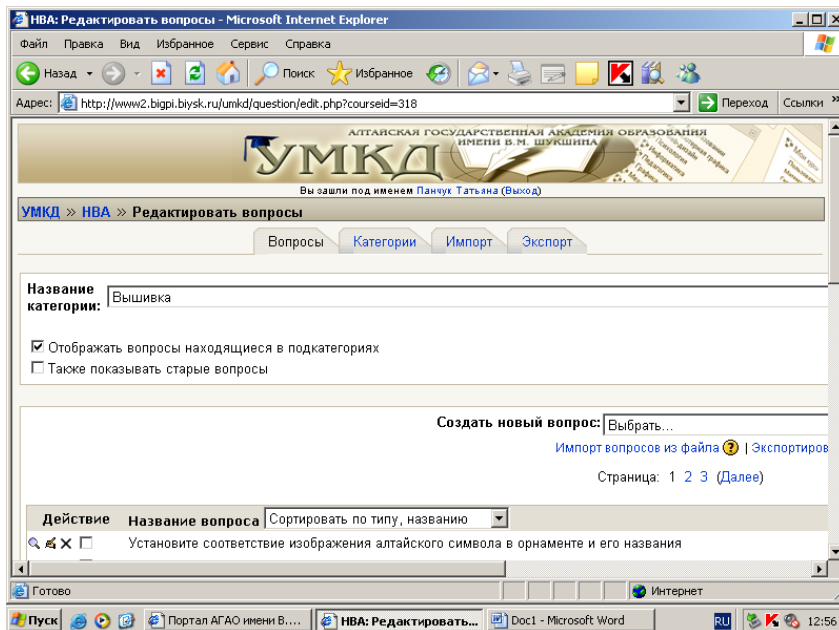 НВА: Редактировать вопросы - Microsoft Internet Explorer
Файл Правка Вид Избранное Сервис Справка
Назад Поиск Избранное
Адрес: http://www2.bigpi.biysk.ru/umkd/question/edit.php?courseid=318 Переход Ссылки »
АЛТАЙСКАЯ ГОСУДАРСТВЕННАЯ АКАДЕМИЯ ОБРАЗОВАНИЯ
ИМЕНИ В.М. ШУКШИНА
УМКД
Вы зашли под именем Панчук Татьяна (Выход)
УМКД » НВА » Редактировать вопросы
Вопросы Категории Импорт Экспорт
Название
категории: Вышивка
Отображать вопросы находящиеся в подкатегориях
Также показывать старые вопросы
Создать новый вопрос: Выбрать...
Импорт вопросов из файла ? | Экспортиров
Страница: 1 2 3 (Далее)
Действие Название вопроса Сортировать по типу, названию
Установите соответствие изображения алтайского символа в орнаменте и его названия
Готово Интернет
Пуск Портал АГАО имени В.... НВА: Редактировать... Doc1 - Microsoft Word RU 12:56